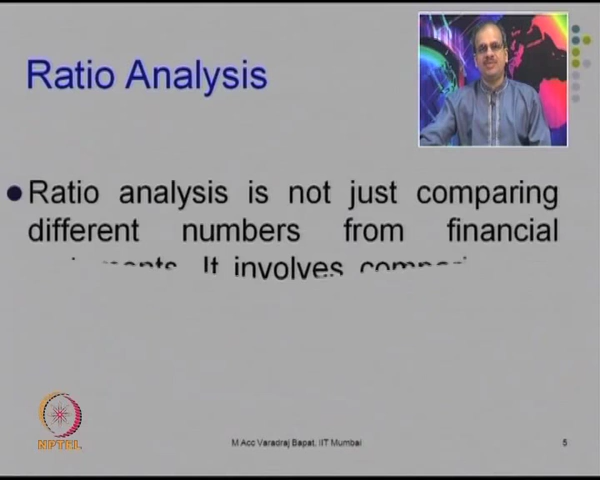 Ratio Analysis
Ratio analysis is not just comparing
different numbers from financial
It involves
NPTEL
M Acc Varadraj Bapat, IIT Mumbai
5